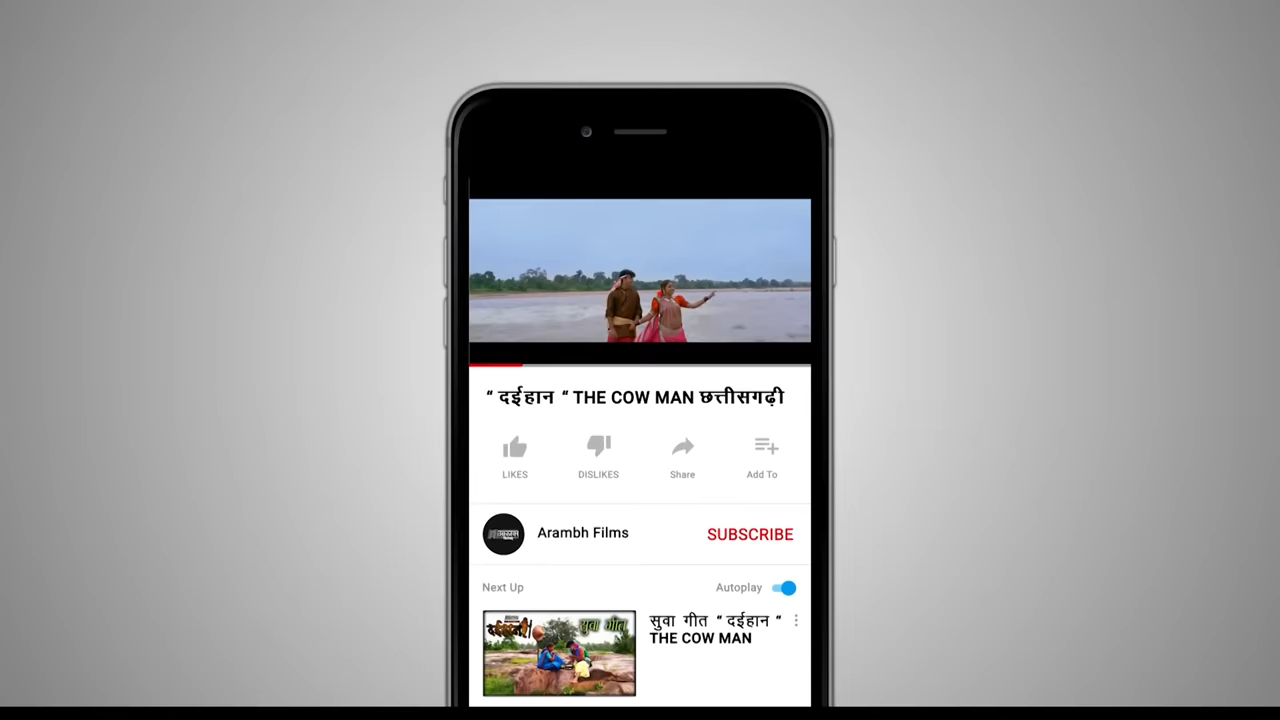 “ दईहान “ THE COW MAN छत्तीसगढ़ी
LIKES
DISLIKES
Share
Add To
Arambh Films
SUBSCRIBE
Next Up
Autoplay
सुवा गीत
सुवा गीत “ दईहान “
THE COW MAN